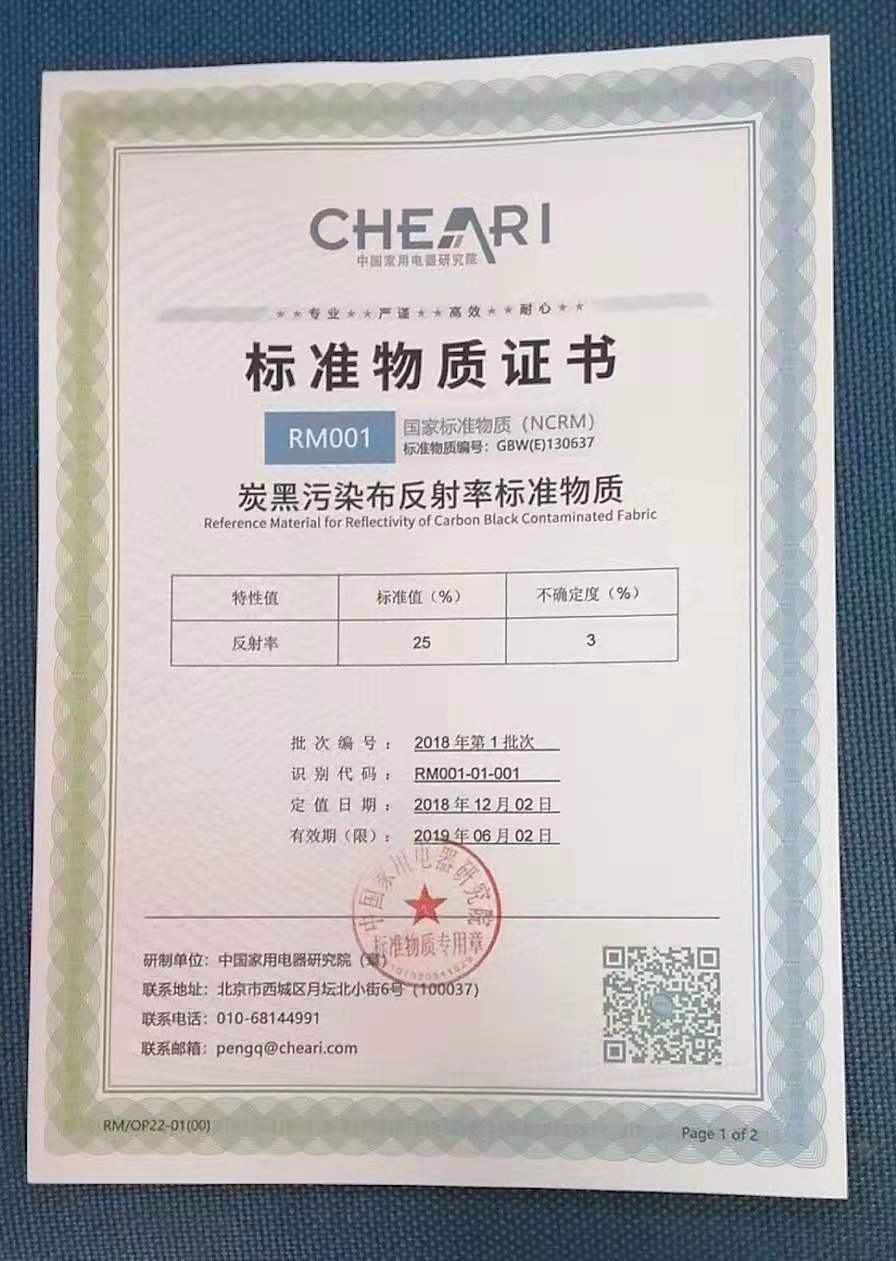 CHEARI
中国家用电器研究院
★★专业★★严谨★★高效★★耐心★★
标准物质证书
RM001
国家标准物质（NCRM）
标准物质编号：GBW(E)130637
炭黑污染布反射率标准物质
Reference Material for Reflectivity of Carbon Black Contaminated Fabric
特性值 标准值（%） 不确定度（%）
反射率 25 3
批次编号： 2018年第1批次
识别代码： RM001-01-001
定值日期： 2018年12月02日
有效期（限）： 2019年06月02日
中国家用电器研究院
标准物质专用章
研制单位：中国家用电器研究院（章）
联系地址：北京市西城区月坛北小街6号（100037）
联系电话：010-68144991
联系邮箱：pengq@cheari.com
RM/OP22-01(00)
Page 1 of 2